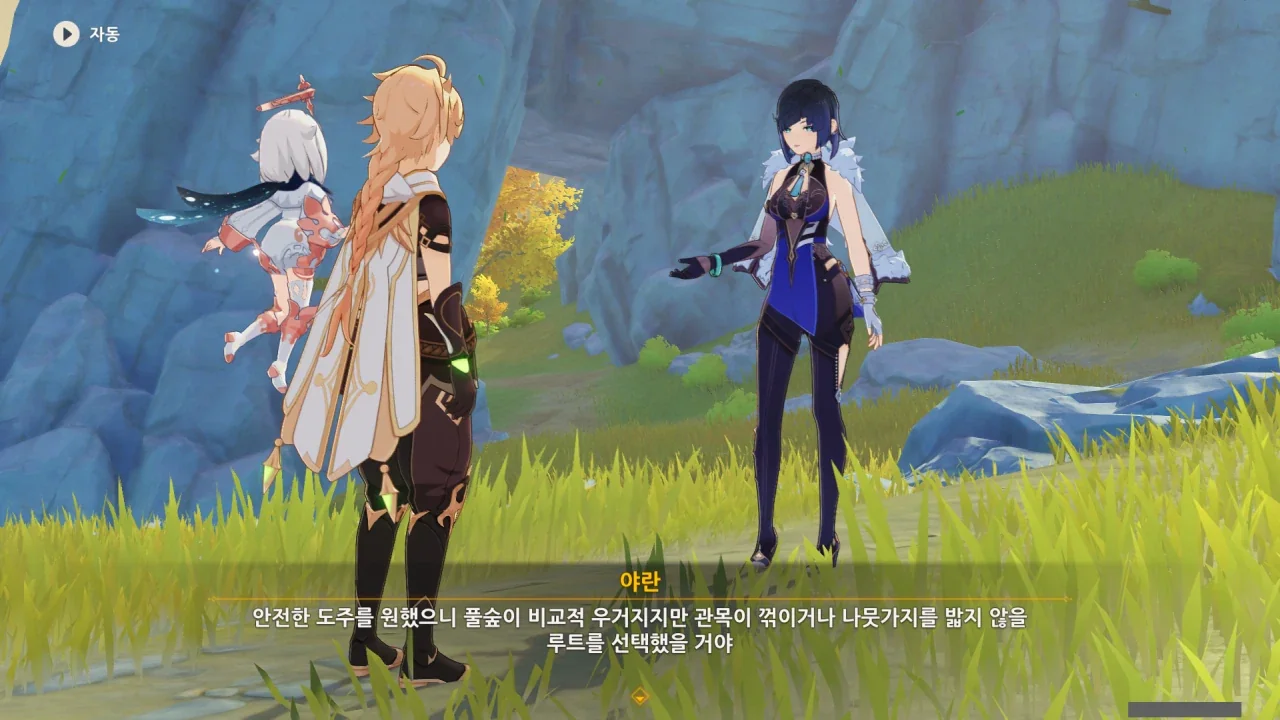 자동
야란
안전한 도주를 원했으니 풀숲이 비교적 우거지지만 관목이 꺾이거나 나뭇가지를 밟지 않을
루트를 선택했을 거야